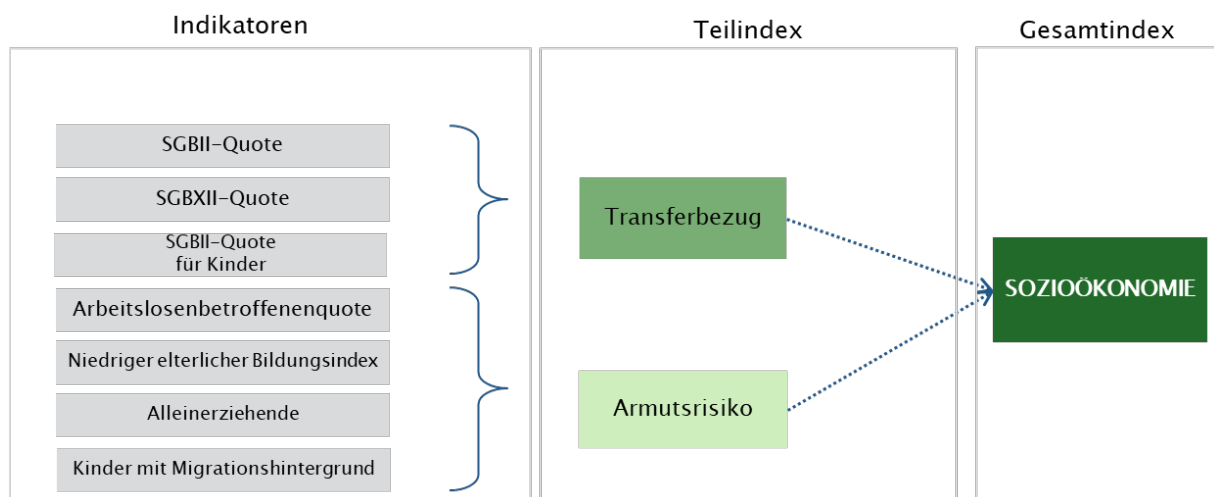 Indikatoren
SGBII-Quote
SGBXII-Quote
SGBII-Quote
für Kinder
Arbeitslosenbetroffenenquote
Niedriger elterlicher Bildungsindex
Alleinerziehende
Kinder mit Migrationshintergrund
Teilindex
Transferbezug
Armutsrisiko
Gesamtindex
SOZIOÖKONOMIE